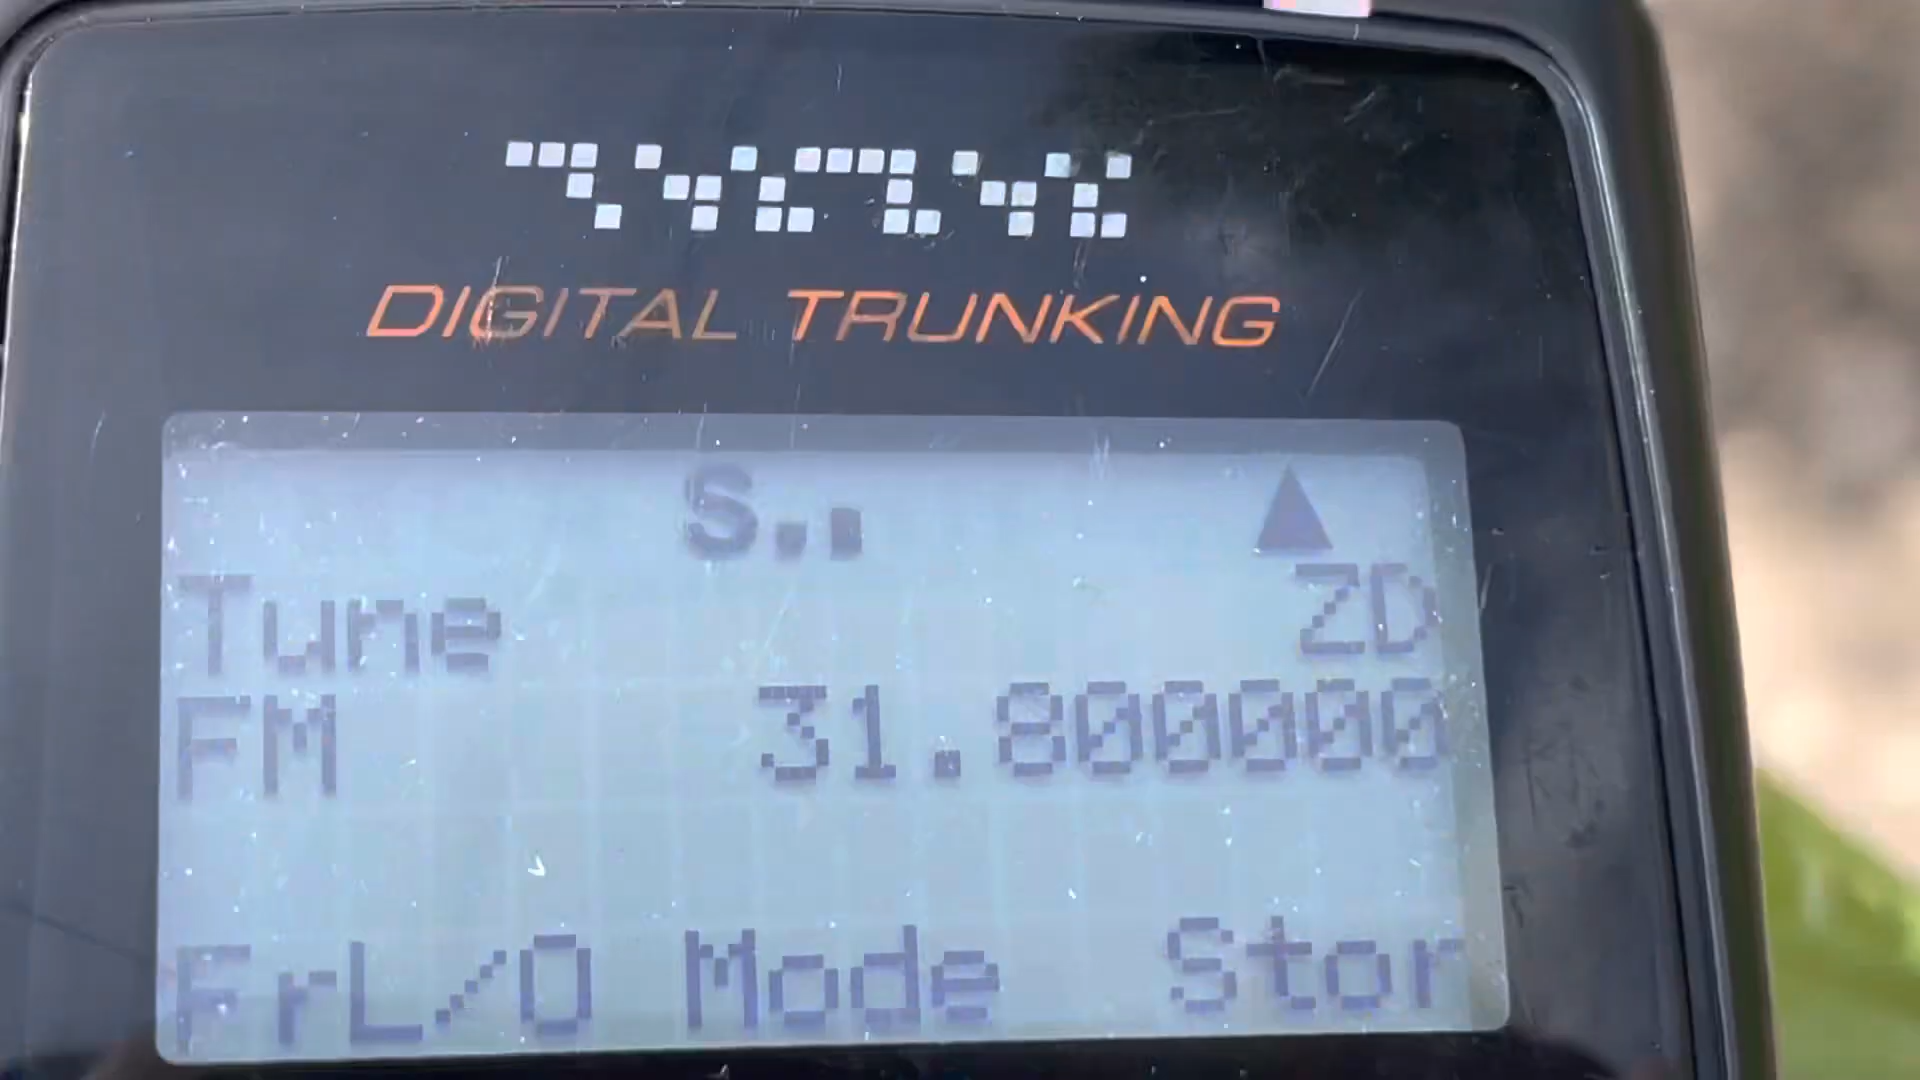 DIGITAL TRUNKING
S..
Tune ZD
FM 31.800000
FrL/O Mode Stor